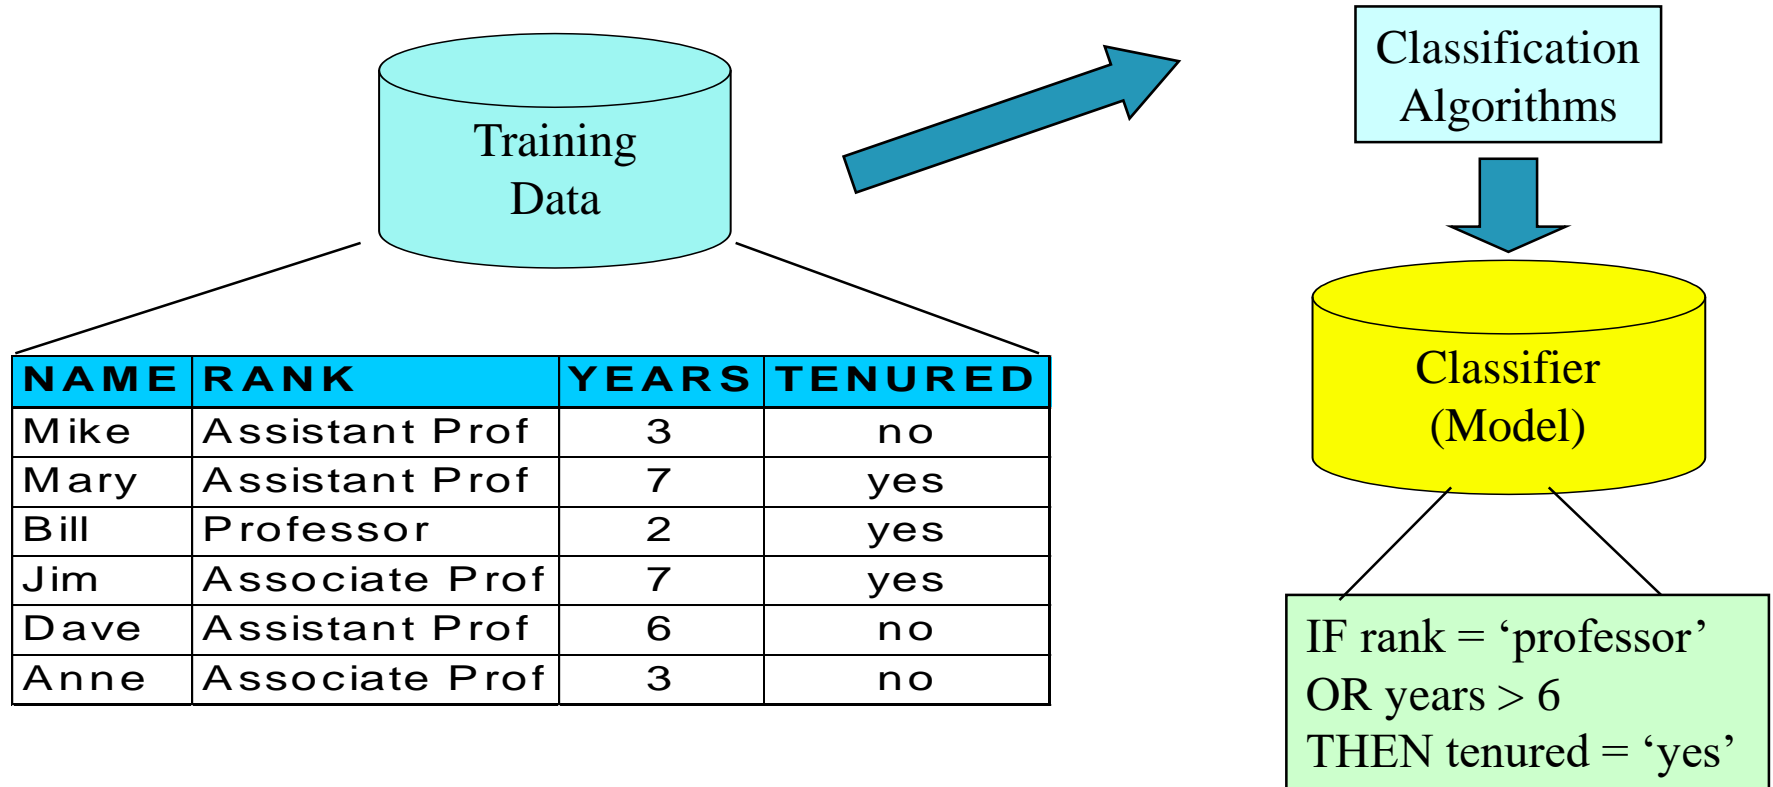 Training
Data
Classification
Algorithms
NAME RANK YEARS TENURED
Mike Assistant Prof 3 no
Mary Assistant Prof 7 yes
Bill Professor 2 yes
Jim Associate Prof 7 yes
Dave Assistant Prof 6 no
Anne Associate Prof 3 no
Classifier
(Model)
IF rank = ‘professor’
OR years > 6
THEN tenured = ‘yes’